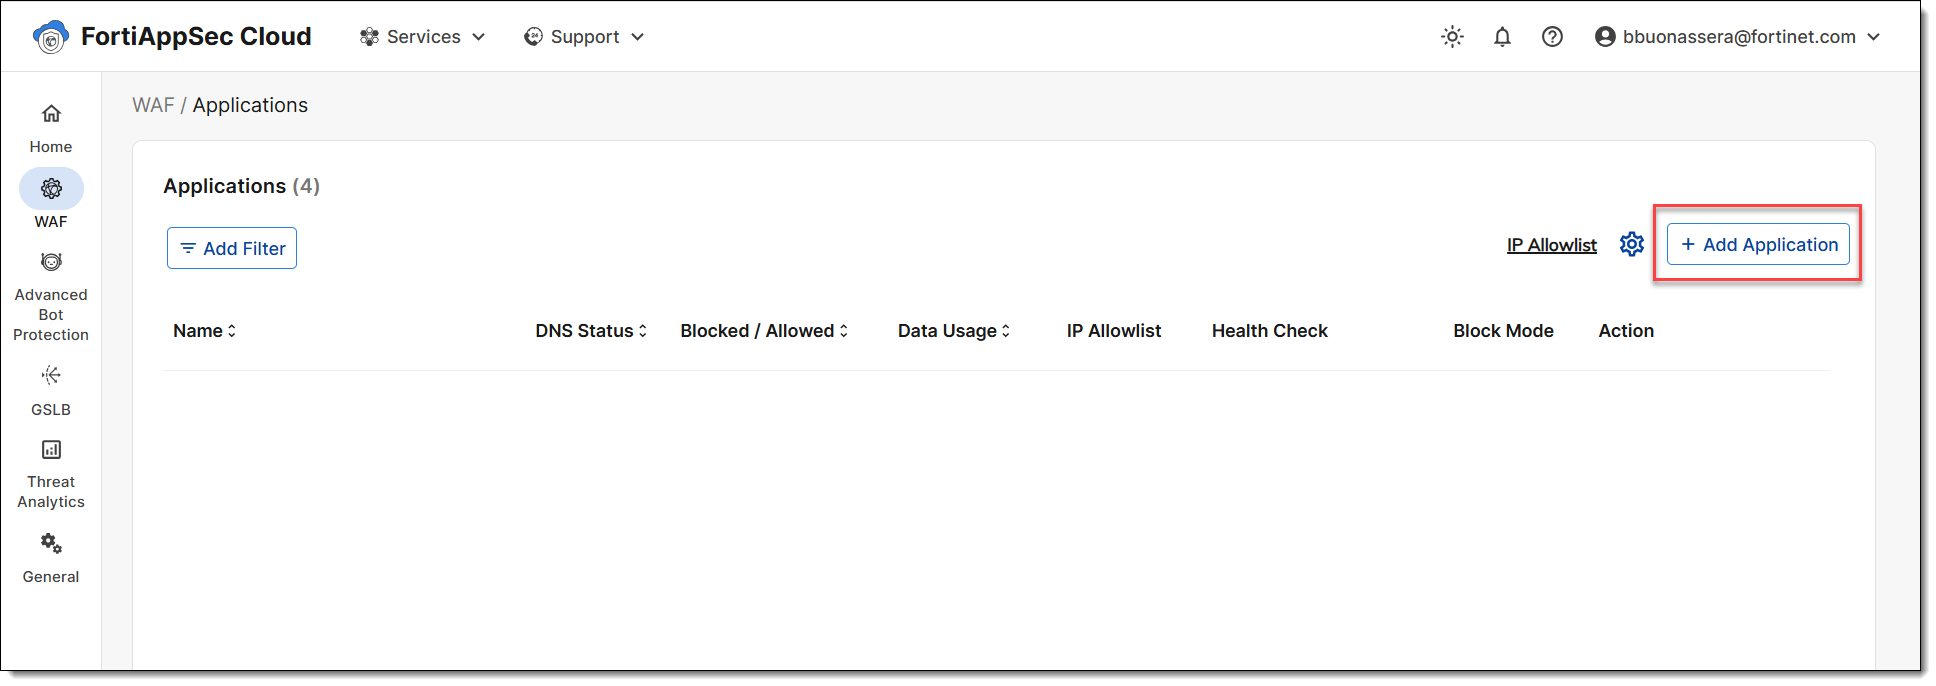 FortiAppSec Cloud Services Support bbuonassera@fortinet.com
WAF / Applications
Home
WAF
Advanced
Bot
Protection
GSLB
Threat
Analytics
General
Applications (4)
Add Filter
IP Allowlist
+ Add Application
Name DNS Status Blocked / Allowed Data Usage IP Allowlist Health Check Block Mode Action